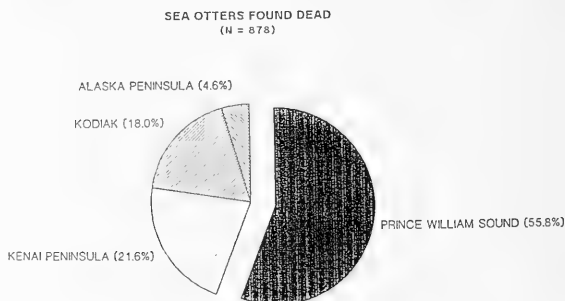 SEA OTTERS FOUND DEAD
(N = 878)
ALASKA PENINSULA (4.6%)
KODIAK (18.0%)
PRINCE WILLIAM SOUND (55.8%)
KENAI PENINSULA (21.6%)